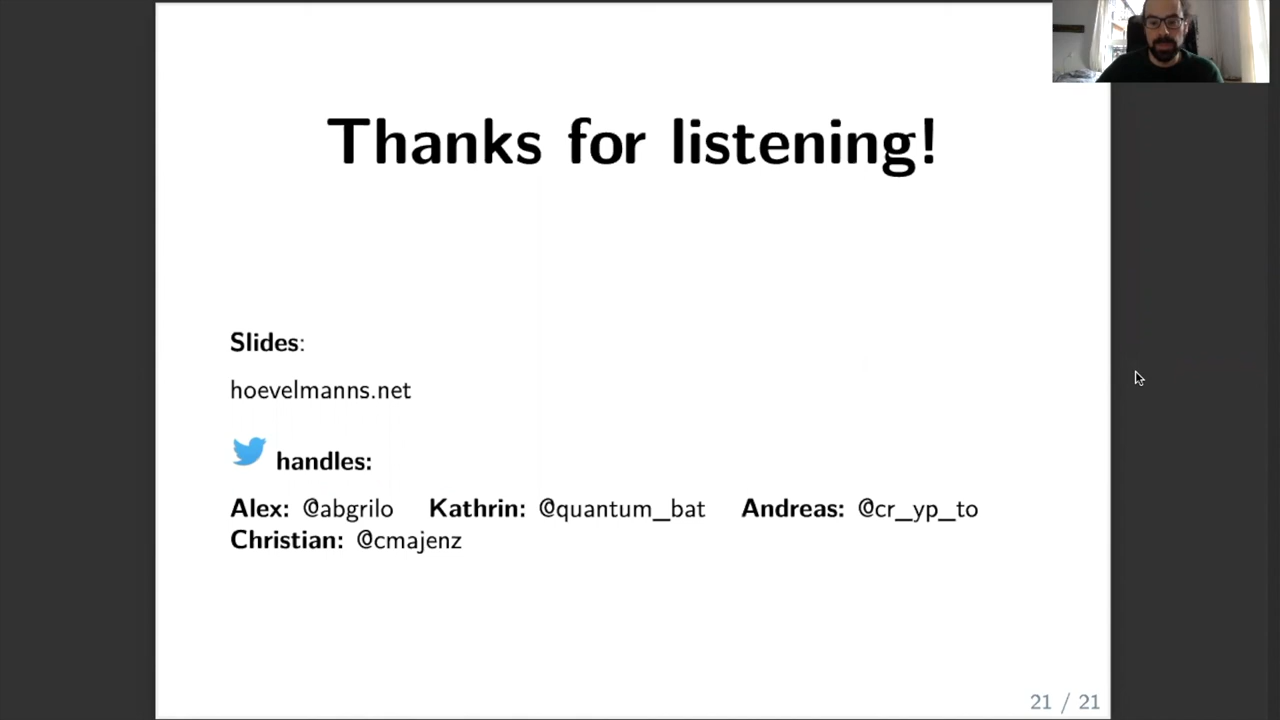 Thanks for listening!
Slides:
hoevelmanns.net
handles:
Alex: @abgrilo Kathrin: @quantum_bat Andreas: @cr_yp_to
Christian: @cmajenz
21 / 21